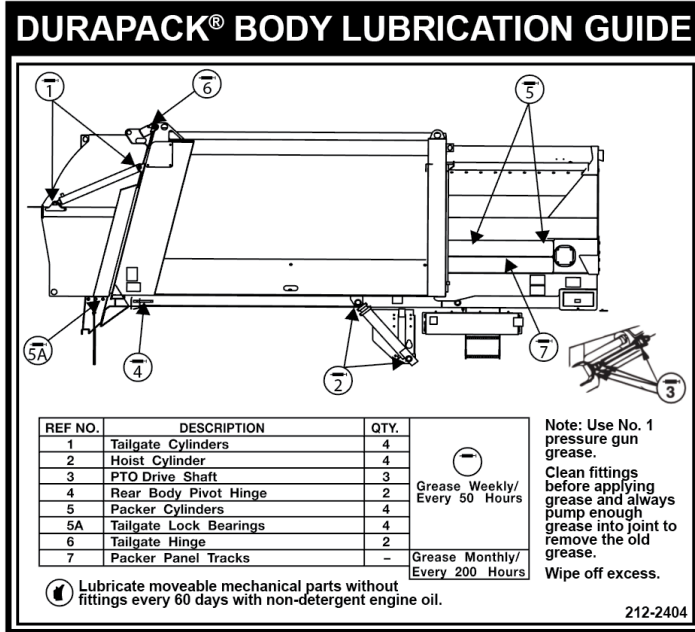 DURAPACK® BODY LUBRICATION GUIDE
1
6
5
5A
4
2
7
3
REF NO. DESCRIPTION QTY.
1 Tailgate Cylinders 4
2 Hoist Cylinder 4
3 PTO Drive Shaft 3
4 Rear Body Pivot Hinge 2
5 Packer Cylinders 4
5A Tailgate Lock Bearings 4
6 Tailgate Hinge 2
7 Packer Panel Tracks –
Grease Weekly/
Every 50 Hours
Grease Monthly/
Every 200 Hours
Note: Use No. 1
pressure gun
grease.
Clean fittings
before applying
grease and always
pump enough
grease into joint to
remove the old
grease.
Wipe off excess.
Lubricate moveable mechanical parts without
fittings every 60 days with non-detergent engine oil.
212-2404